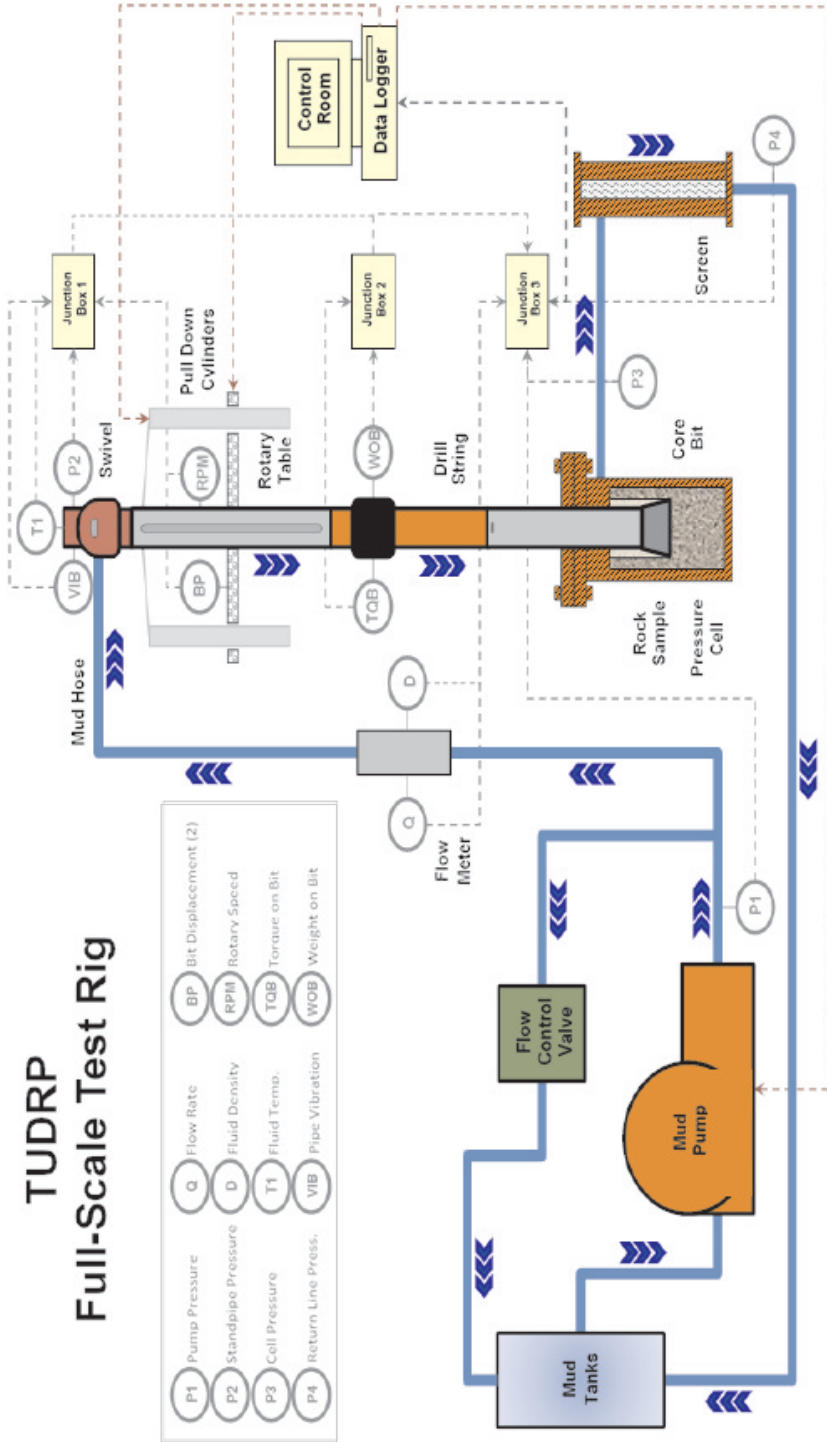 TUDRP
Full-Scale Test Rig
P1 Pump Pressure
P2 Standpipe Pressure
P3 Cell Pressure
P4 Return Line Press.
Q Flow Rate
D Fluid Density
T1 Fluid Temp.
VIB Pipe Vibration
BP Bit Displacement (2)
RPM Rotary Speed
TQB Torque on Bit
WOB Weight on Bit
Mud Hose
VIB
T1
P2
Swivel
Junction
Box 1
Control
Room
Data Logger
Pull Down
Cylinders
BP
RPM
Rotary
Table
TQB
WOB
Junction
Box 2
Drill
String
Q
D
Flow
Meter
Junction
Box 3
Rock
Sample
Pressure
Cell
Core
Bit
P3
Screen
P4
Flow
Control
Valve
Mud
Tanks
Mud
Pump
P1